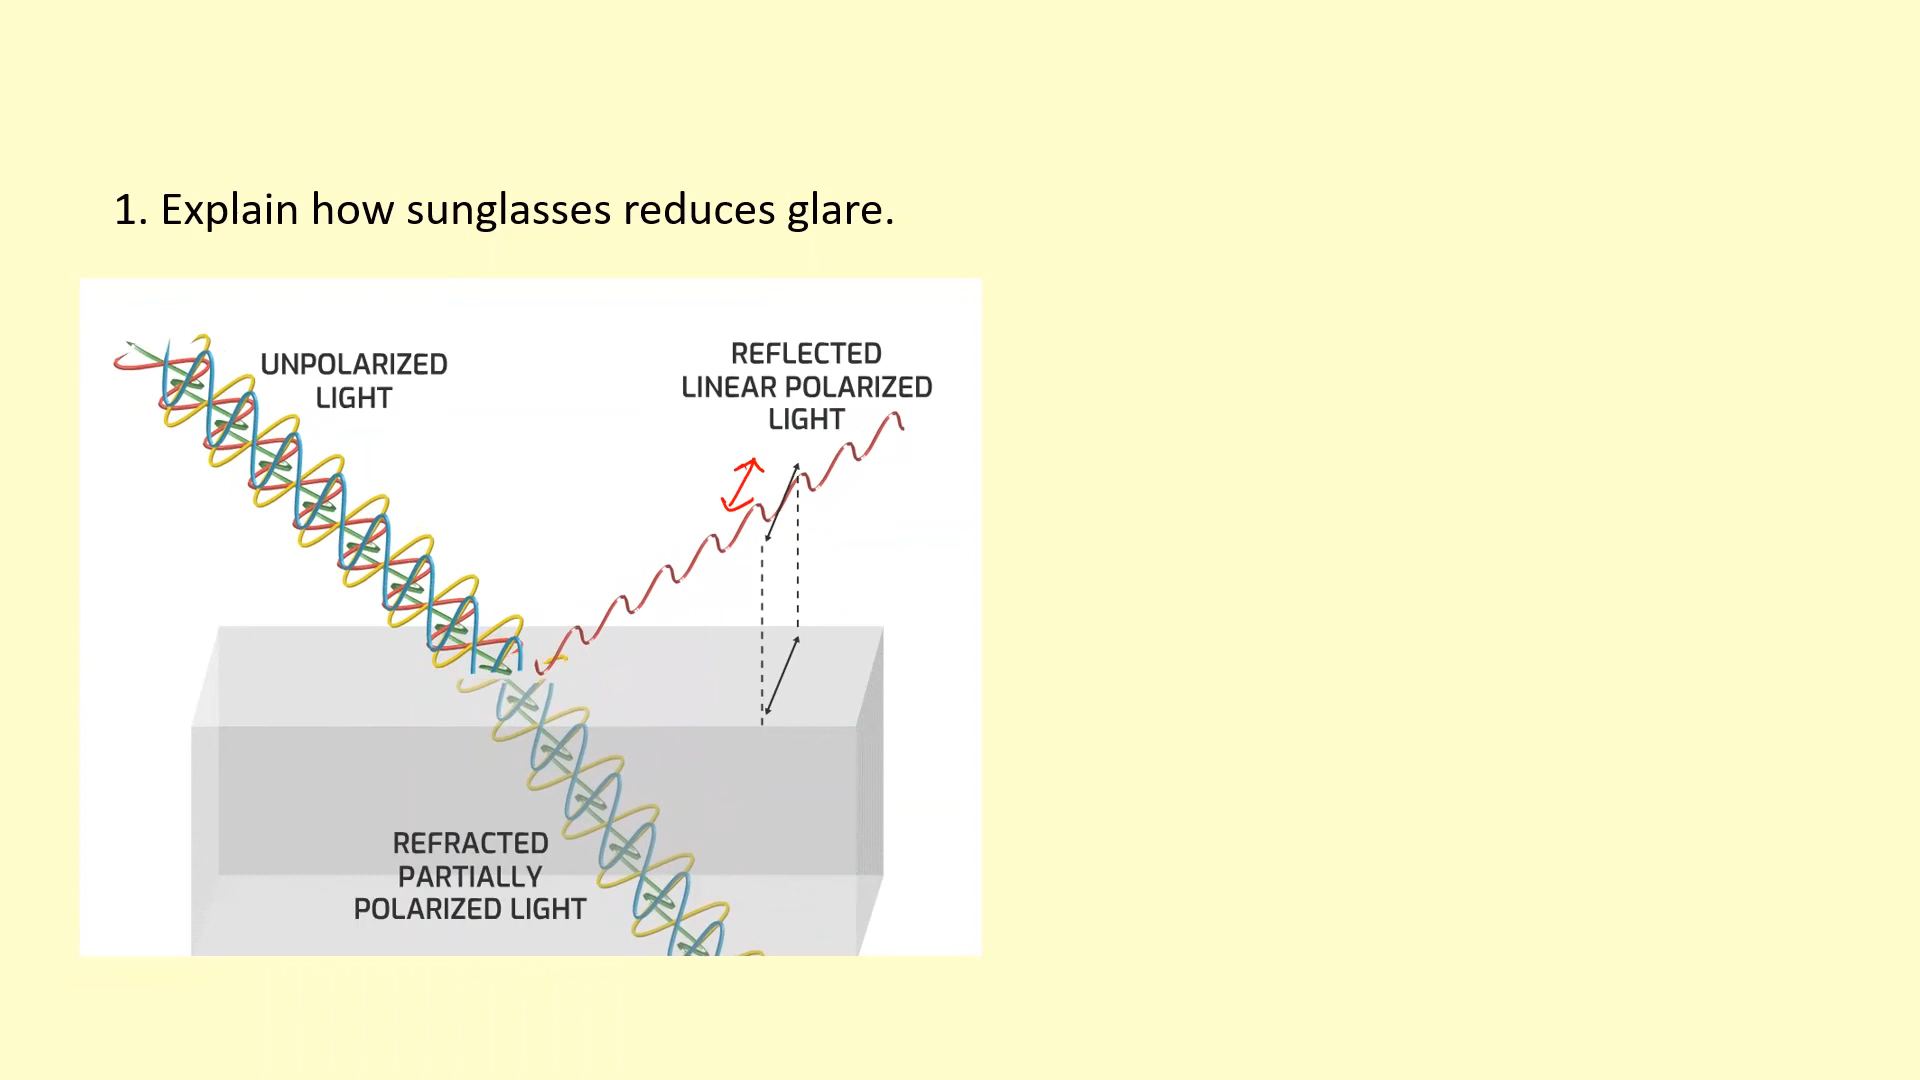 1. Explain how sunglasses reduces glare.
UNPOLARIZED
LIGHT
REFLECTED
LINEAR POLARIZED
LIGHT
REFRACTED
PARTIALLY
POLARIZED LIGHT